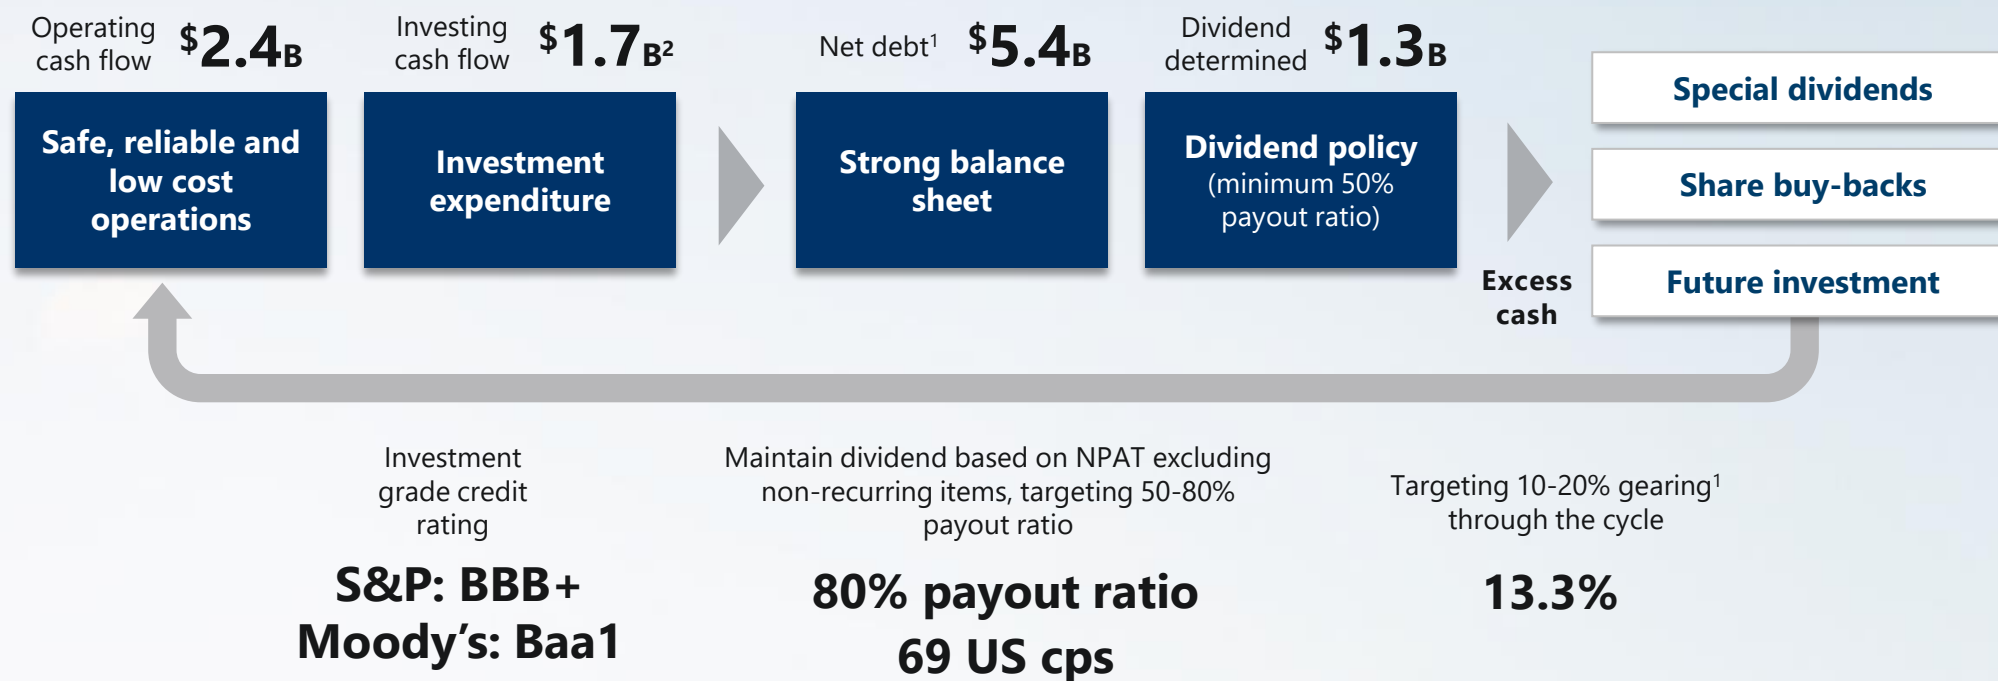 Operating
cash flow
$2.4B
Investing
cash flow
$1.7B²
Net debt¹
$5.4B
Dividend
determined
$1.3B
Safe, reliable and
low cost
operations
Investment
expenditure
Strong balance
sheet
Dividend policy
(minimum 50%
payout ratio)
Excess
cash
Special dividends
Share buy-backs
Future investment
Investment
grade credit
rating
S&P: BBB+
Moody’s: Baa1
Maintain dividend based on NPAT excluding
non-recurring items, targeting 50-80%
payout ratio
80% payout ratio
69 US cps
Targeting 10-20% gearing¹
through the cycle
13.3%